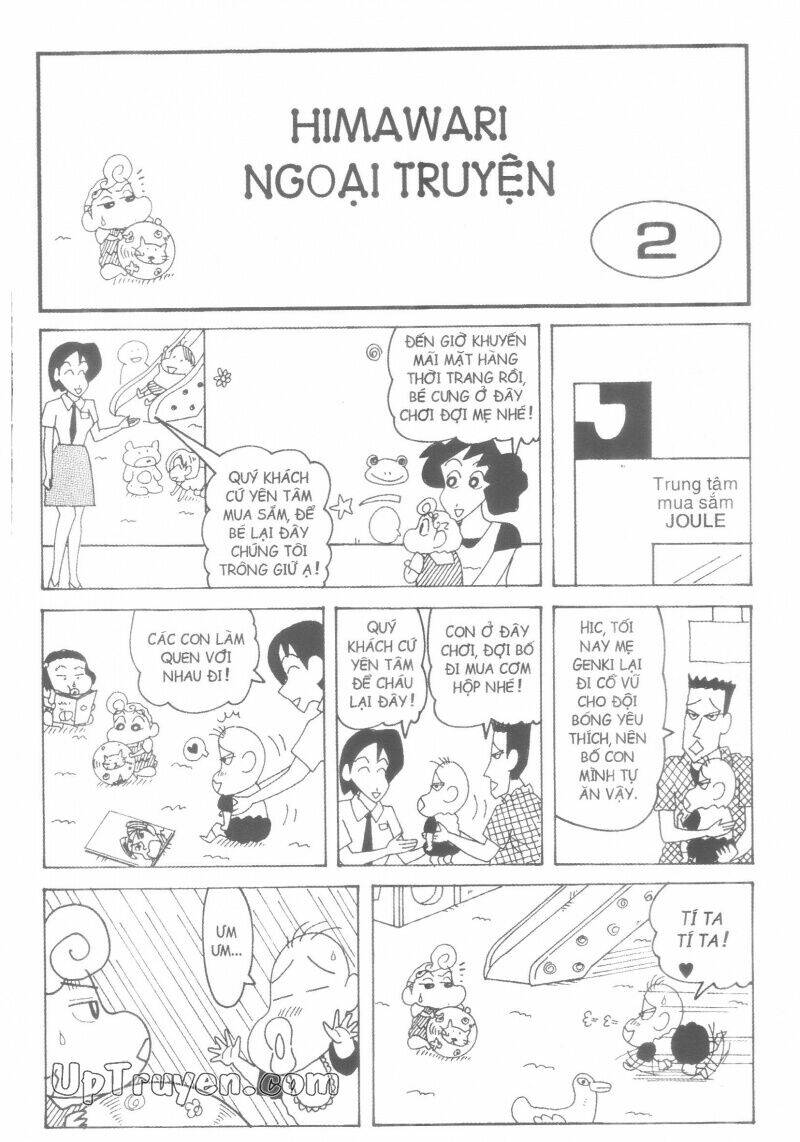 HIMAWARI
NGOẠI TRUYỆN
2
Trung tâm
mua sắm
JOULE
ĐẾN GIỜ KHUYẾN
MÃI MẶT HÀNG
THỜI TRANG RỒI,
BÉ CƯNG Ở ĐÂY
CHƠI ĐỢI MẸ NHÉ!
QUÝ KHÁCH
CỨ YÊN TÂM
MUA SẮM, ĐỂ
BÉ LẠI ĐÂY
CHÚNG TÔI
TRÔNG GIỮ Ạ!
HIC, TỐI
NAY MẸ
GENKI LẠI
ĐI CỔ VŨ
CHO ĐỘI
BÓNG YÊU
THÍCH, NÊN
BỐ CON
MÌNH TỰ
ĂN VẬY.
CON Ở ĐÂY
CHƠI, ĐỢI BỐ
ĐI MUA CƠM
HỘP NHÉ!
QUÝ
KHÁCH CỨ
YÊN TÂM
ĐỂ CHÁU
LẠI ĐÂY!
CÁC CON LÀM
QUEN VỚI
NHAU ĐI!
TÍ TA
TÍ TA!
♥
ƯM
ƯM...
UpTruyen.com